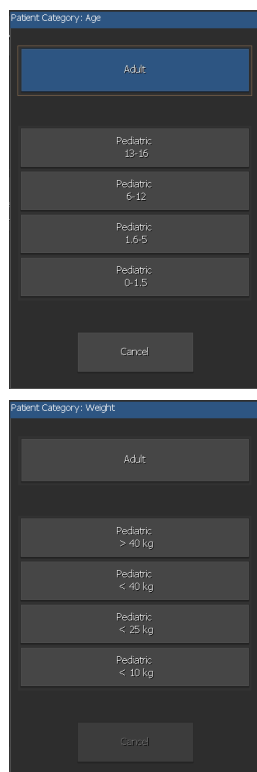 Patient Category: Age
Adult
Pediatric
13-16
Pediatric
6-12
Pediatric
1.6-5
Pediatric
0-1.5
Cancel
Patient Category: Weight
Adult
Pediatric
> 40 kg
Pediatric
< 40 kg
Pediatric
< 25 kg
Pediatric
< 10 kg
Cancel